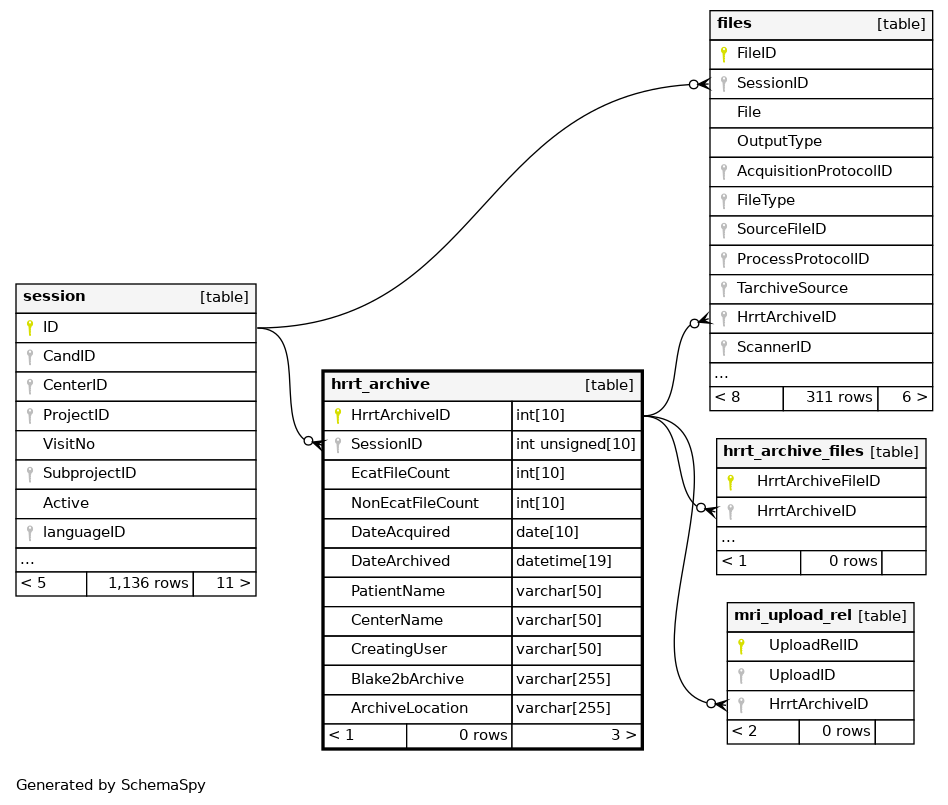 files [table]
FileID
SessionID
File
OutputType
AcquisitionProtocolID
FileType
SourceFileID
ProcessProtocolID
TarchiveSource
HrrtArchiveID
ScannerID
...
< 8 311 rows 6 >
session [table]
ID
CandID
CenterID
ProjectID
VisitNo
SubprojectID
Active
languageID
...
< 5 1,136 rows 11 >
hrrt_archive [table]
HrrtArchiveID int[10]
SessionID int unsigned[10]
EcatFileCount int[10]
NonEcatFileCount int[10]
DateAcquired date[10]
DateArchived datetime[19]
PatientName varchar[50]
CenterName varchar[50]
CreatingUser varchar[50]
Blake2bArchive varchar[255]
ArchiveLocation varchar[255]
< 1 0 rows 3 >
hrrt_archive_files [table]
HrrtArchiveFileID
HrrtArchiveID
...
< 1 0 rows
mri_upload_rel [table]
UploadRelID
UploadID
HrrtArchiveID
< 2 0 rows
Generated by SchemaSpy